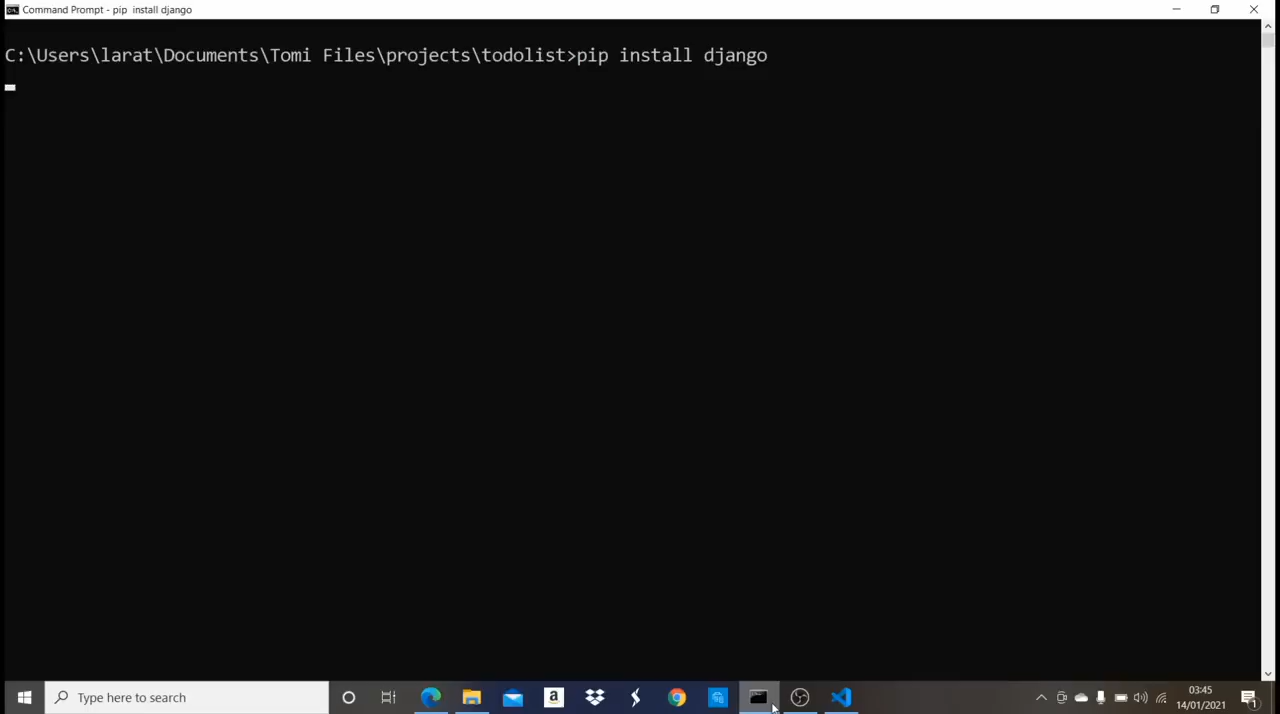 Command Prompt - pip  install django
C:\Users\larat\Documents\Tomi Files\projects\todolist>pip install django
Type here to search
a
03:45
14/01/2021
1